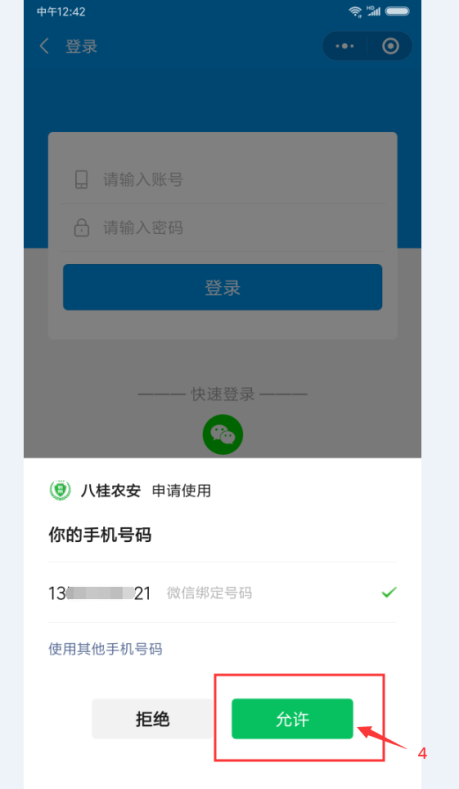 中午12:42
登录
请输入账号
请输入密码
登录
快速登录
八桂农安 申请使用
你的手机号码
13 21 微信绑定号码
使用其他手机号码
拒绝 允许
4